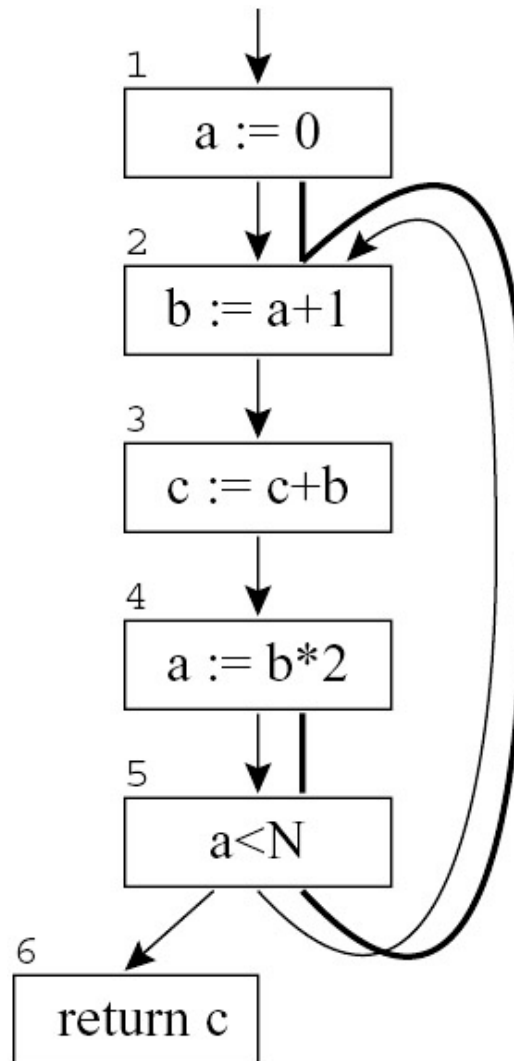 1
a := 0
2
b := a+1
3
c := c+b
4
a := b*2
5
a<N
6
return c